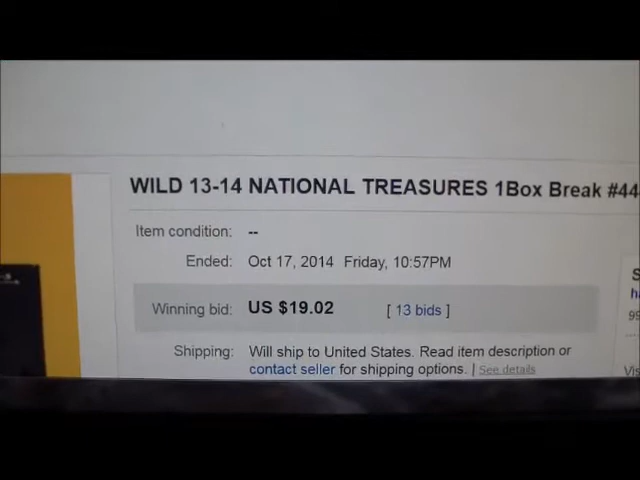 WILD 13-14 NATIONAL TREASURES 1Box Break #44
Item condition: --
Ended: Oct 17, 2014 Friday, 10:57PM
Winning bid: US $19.02 [ 13 bids ]
Shipping: Will ship to United States. Read item description or
contact seller for shipping options. | See details